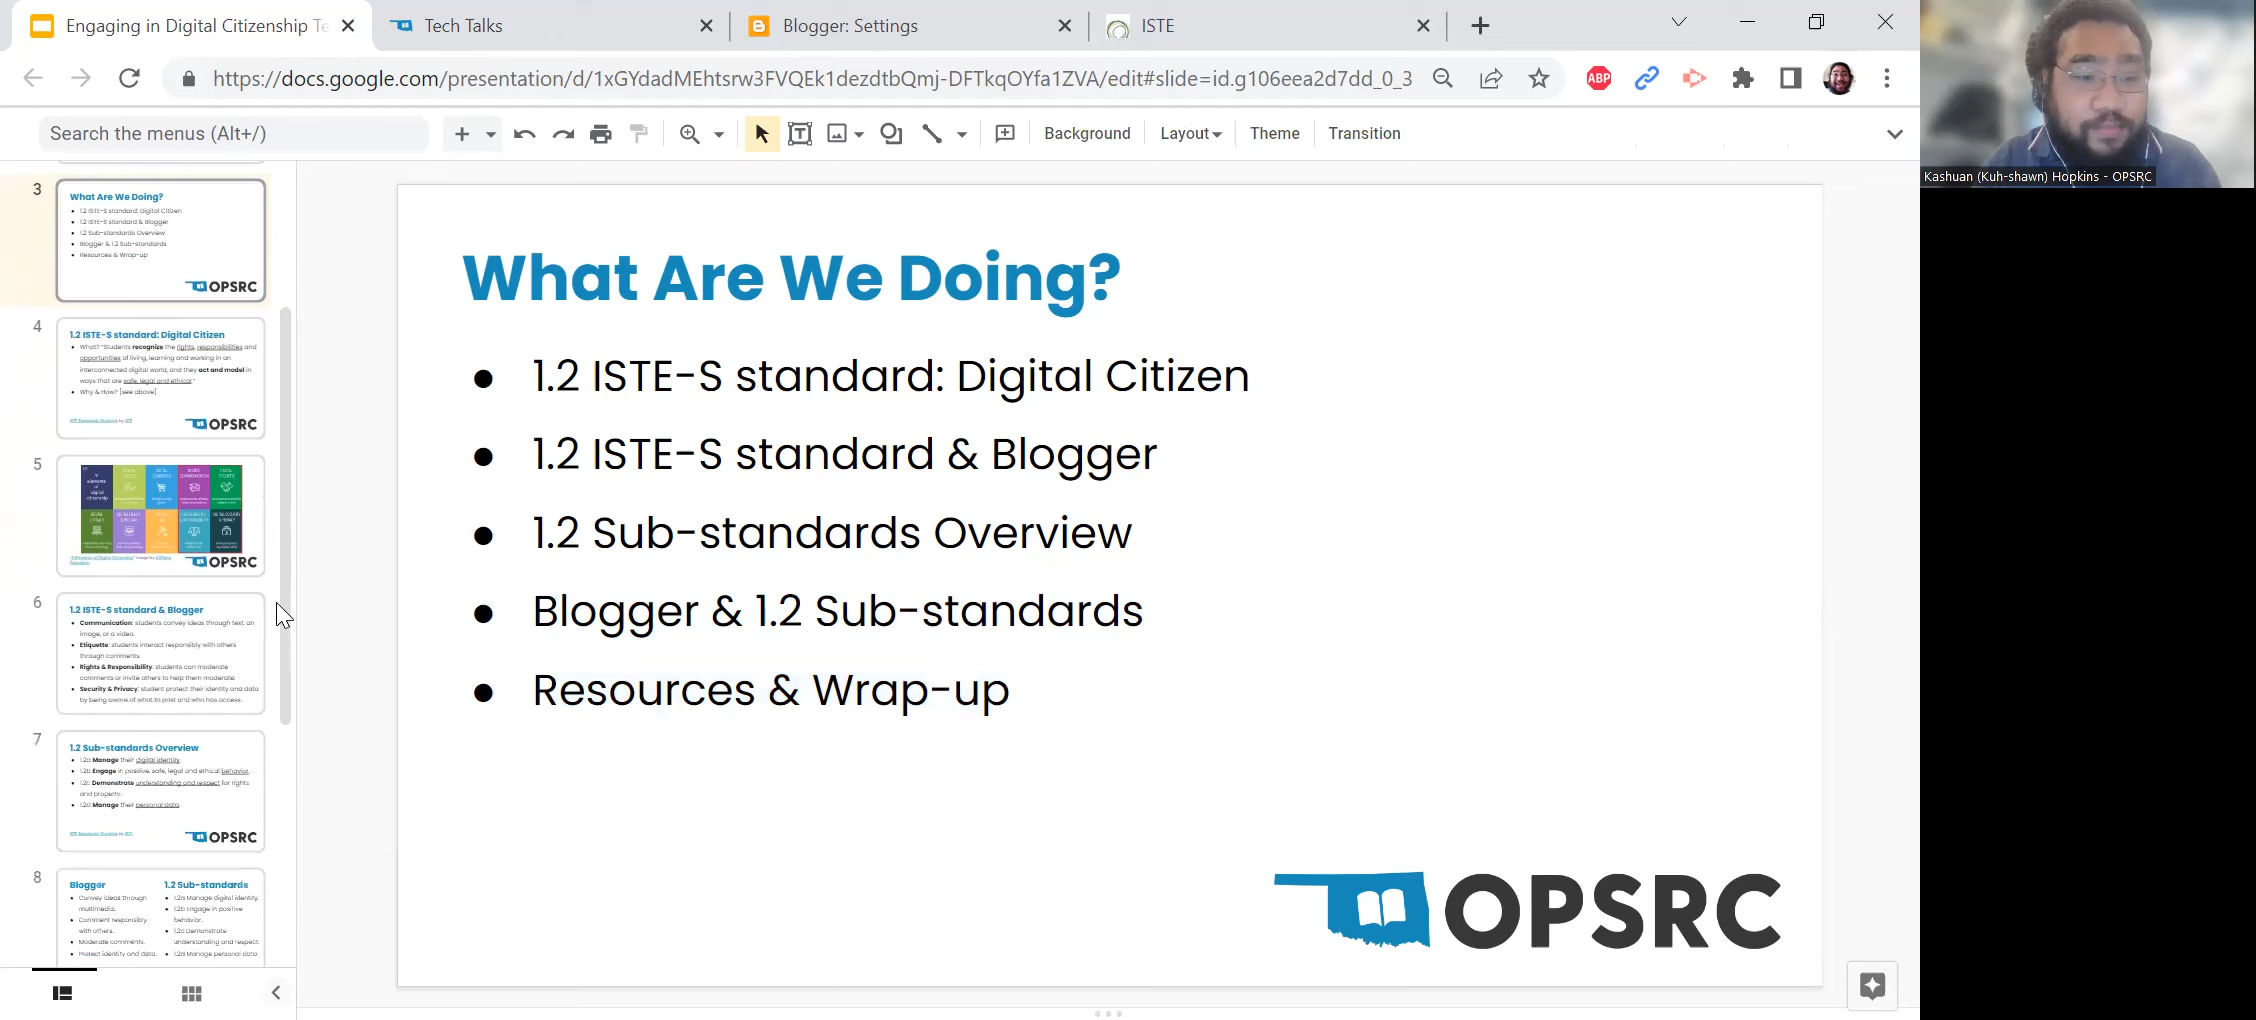 Engaging in Digital Citizenship Te
Tech Talks
Blogger: Settings
ISTE
https://docs.google.com/presentation/d/1xGYdadMEhtsrw3FVQEk1dezdtbQmj-DFTkqOYfa1ZVA/edit#slide=id.g106eea2d7dd_0_3
ABP
Search the menus (Alt+/)
Background
Layout
Theme
Transition
Kashuan (Kuh-shawn) Hopkins - OPSRC
3
What Are We Doing?
1.2 ISTE-S standard: Digital Citizen
1.2 ISTE-S standard & Blogger
1.2 Sub-standards Overview
Blogger & 1.2 Sub-standards
Resources & Wrap-up
OPSRC
4
1.2 ISTE-S standard: Digital Citizen
What? "Students recognize the rights, responsibilities and
opportunities of living, learning and working in an
interconnected digital world, and they act and model in
ways that are safe, legal and ethical."
Why & How? [see above]
OPSRC
5
elements
of
digital
citizenship
OPSRC
6
1.2 ISTE-S standard & Blogger
Communication: students convey ideas through text, an
image, or a video.
Etiquette: students interact responsibly with others
through comments.
Rights & Responsibility: students can moderate
comments or invite others to help them moderate.
Security & Privacy: student protect their identity and data
by being aware of what to post and who has access.
7
1.2 Sub-standards Overview
1.2a Manage their digital identity.
1.2b Engage in positive, safe, legal and ethical behavior.
1.2c Demonstrate understanding and respect for rights
and property.
1.2d Manage their personal data.
OPSRC
8
Blogger
Convey ideas through
multimedia.
Comment responsibly
with others.
Moderate comments.
Protect identity and data.
1.2 Sub-standards
1.2a Manage digital identity.
1.2b Engage in positive
behavior.
1.2c Demonstrate
understanding and respect.
1.2d Manage personal data.
What Are We Doing?
● 1.2 ISTE-S standard: Digital Citizen
● 1.2 ISTE-S standard & Blogger
● 1.2 Sub-standards Overview
● Blogger & 1.2 Sub-standards
● Resources & Wrap-up
OPSRC